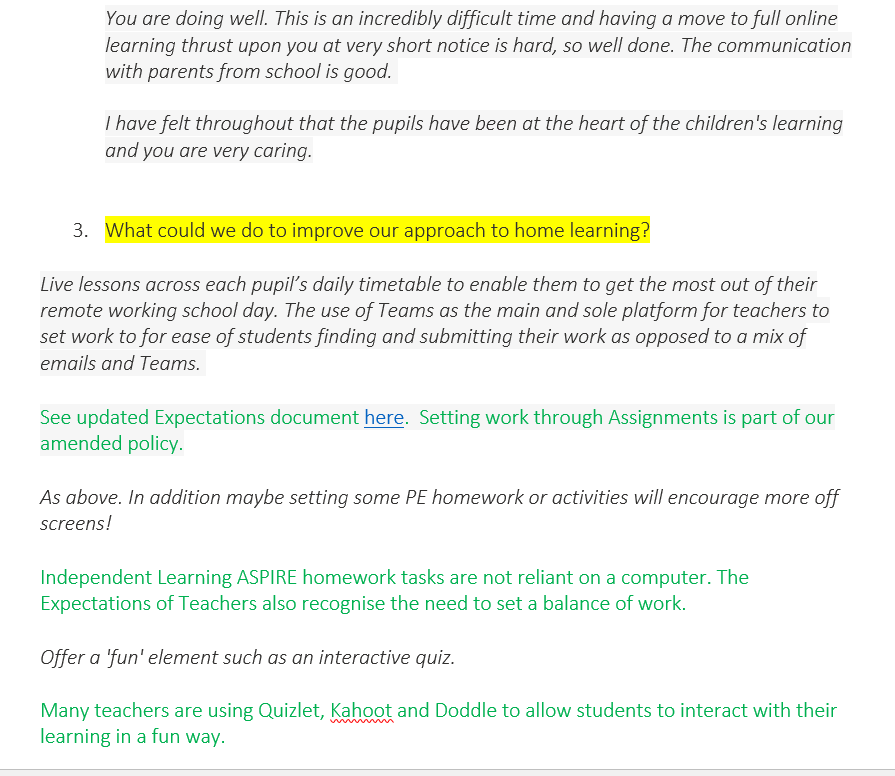 You are doing well. This is an incredibly difficult time and having a move to full online
learning thrust upon you at very short notice is hard, so well done. The communication
with parents from school is good.
I have felt throughout that the pupils have been at the heart of the children's learning
and you are very caring.
3. What could we do to improve our approach to home learning?
Live lessons across each pupil’s daily timetable to enable them to get the most out of their
remote working school day. The use of Teams as the main and sole platform for teachers to
set work to for ease of students finding and submitting their work as opposed to a mix of
emails and Teams.
See updated Expectations document here. Setting work through Assignments is part of our
amended policy.
As above. In addition maybe setting some PE homework or activities will encourage more off
screens!
Independent Learning ASPIRE homework tasks are not reliant on a computer. The
Expectations of Teachers also recognise the need to set a balance of work.
Offer a 'fun' element such as an interactive quiz.
Many teachers are using Quizlet, Kahoot and Doddle to allow students to interact with their
learning in a fun way.